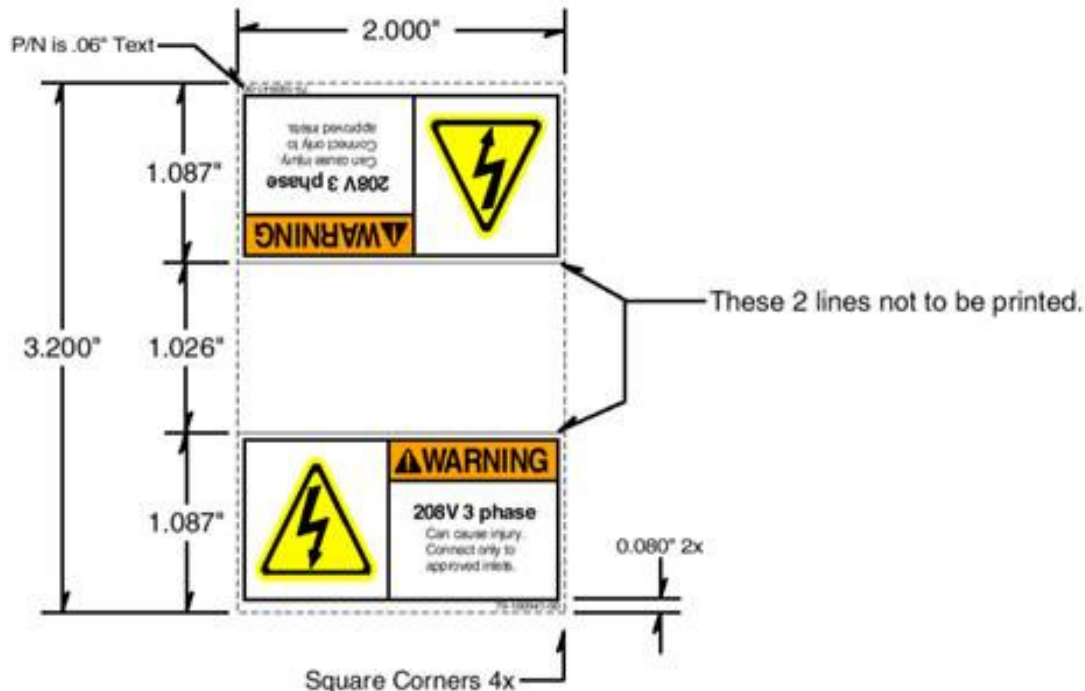 2.000"
P/N is .06" Text
208V 3 phase
Can cause injury
Connect only to
approved inlets.
WARNING
1.087"
These 2 lines not to be printed.
3.200"
1.026"
WARNING
208V 3 phase
Can cause injury.
Connect only to
approved inlets.
1.087"
0.080" 2x
Square Corners 4x